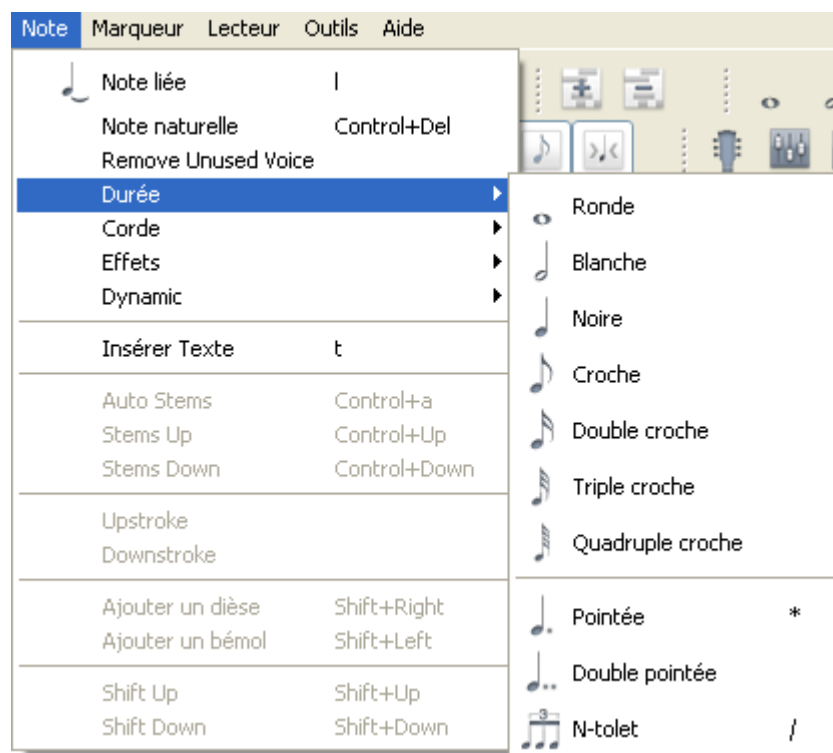 Note Marqueur Lecteur Outils Aide
Note liée l
Note naturelle Control+Del
Remove Unused Voice
Durée
Corde
Effets
Dynamic
Insérer Texte t
Auto Stems Control+a
Stems Up Control+Up
Stems Down Control+Down
Upstroke
Downstroke
Ajouter un dièse Shift+Right
Ajouter un bémol Shift+Left
Shift Up Shift+Up
Shift Down Shift+Down
Ronde
Blanche
Noire
Croche
Double croche
Triple croche
Quadruple croche
Pointée *
Double pointée
3
N-tolet /